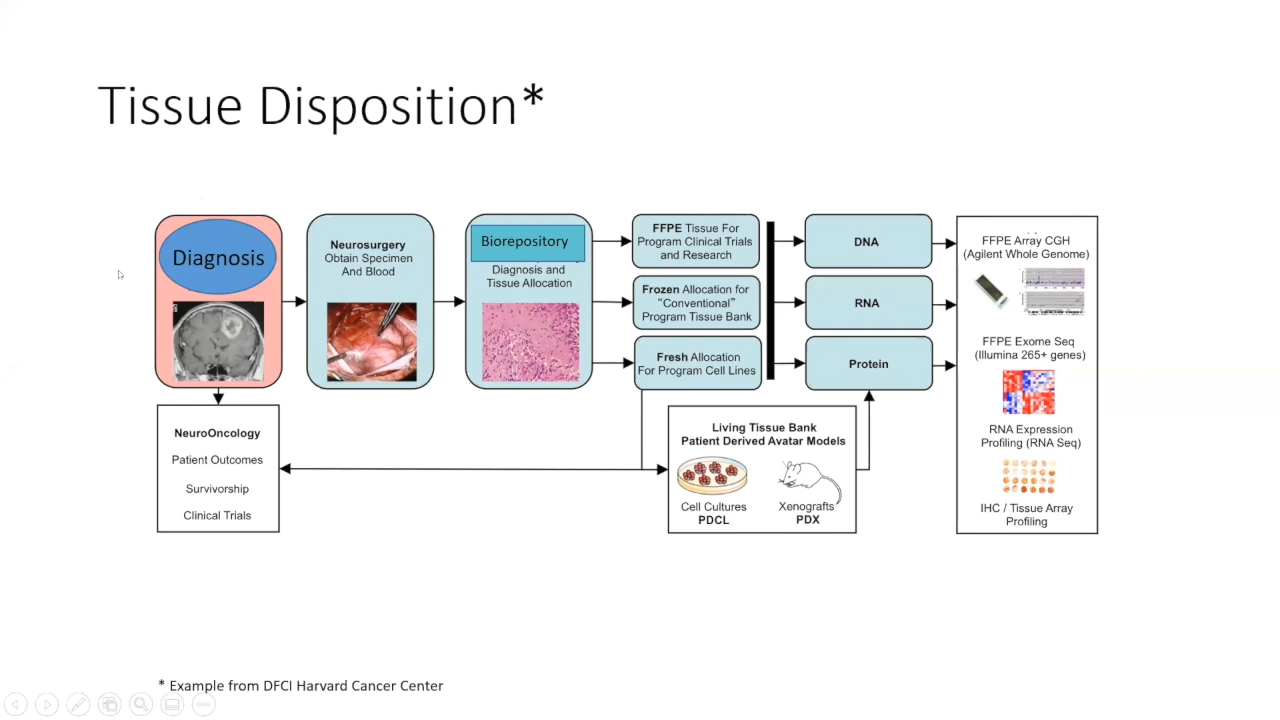 Tissue Disposition*
Diagnosis
Neurosurgery
Obtain Specimen
And Blood
Biorepository
Diagnosis and
Tissue Allocation
FFPE Tissue For
Program Clinical Trials
and Research
Frozen Allocation for
“Conventional”
Program Tissue Bank
Fresh Allocation
For Program Cell Lines
DNA
RNA
Protein
FFPE Array CGH
(Agilent Whole Genome)
FFPE Exome Seq
(Illumina 265+ genes)
RNA Expression
Profiling (RNA Seq)
IHC / Tissue Array
Profiling
NeuroOncology
Patient Outcomes
Survivorship
Clinical Trials
Living Tissue Bank
Patient Derived Avatar Models
Cell Cultures
PDCL
Xenografts
PDX
* Example from DFCI Harvard Cancer Center